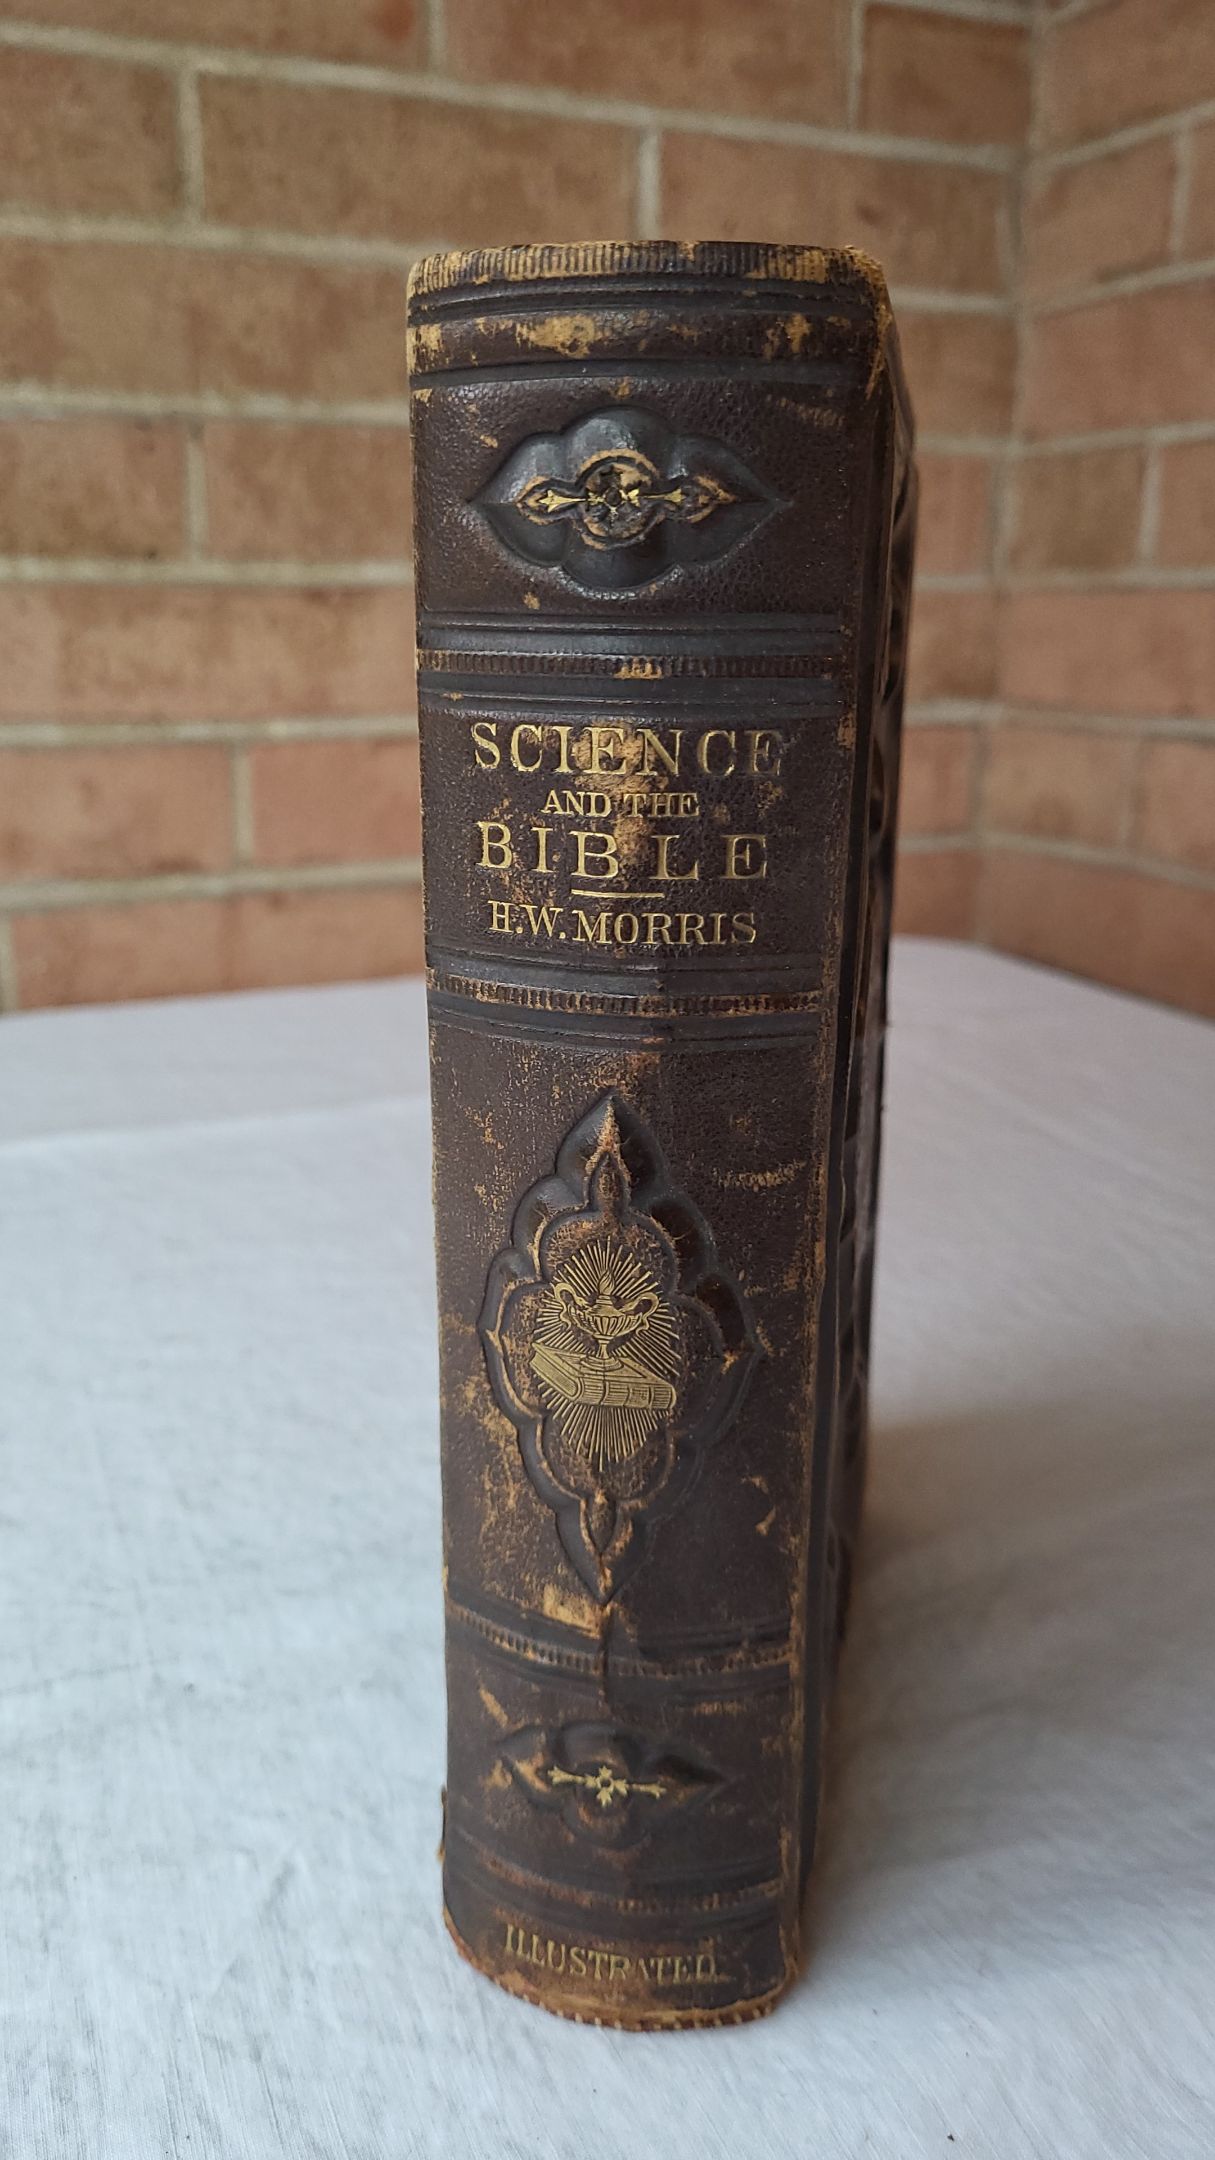 SCIENCE
AND THE
BIBLE
H.W. MORRIS
ILLUSTRATED